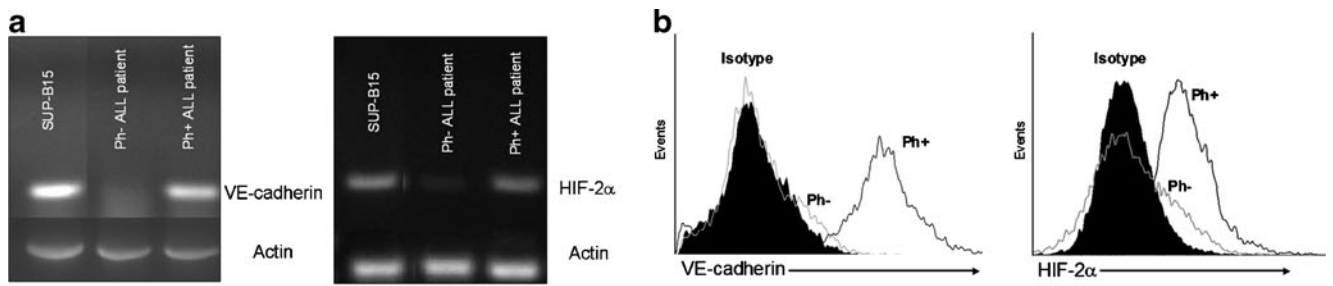 a
SUP-B15
Ph- ALL patient
Ph+ ALL patient
VE-cadherin
Actin
SUP-B15
Ph- ALL patient
Ph+ ALL patient
HIF-2α
Actin
b
Isotype
Ph+
Ph-
Events
VE-cadherin
Isotype
Ph+
Ph-
Events
HIF-2α